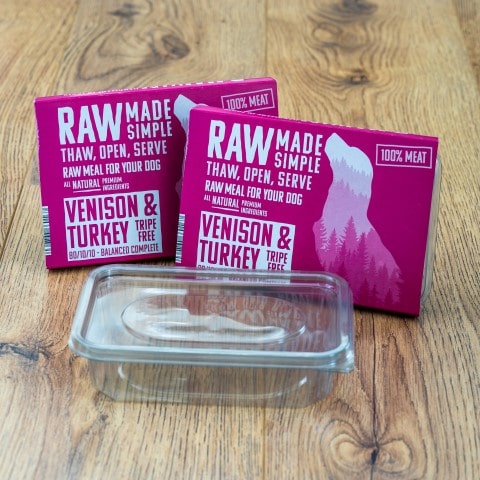 RAW MADE SIMPLE
100% MEAT
THAW, OPEN, SERVE
RAW MEAL FOR YOUR DOG
ALL NATURAL PREMIUM INGREDIENTS
VENISON & TURKEY
TRIPE FREE
80/10/10 - BALANCED COMPLETE
RAW MADE SIMPLE
100% MEAT
THAW, OPEN, SERVE
RAW MEAL FOR YOUR DOG
ALL NATURAL PREMIUM INGREDIENTS
VENISON & TURKEY
TRIPE FREE